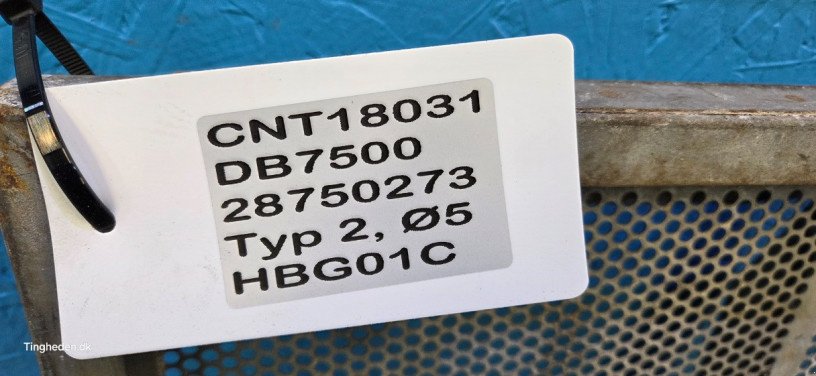 CNT18031
DB7500
28750273
Typ 2, Ø5
HBG01C
Tingheden.dk